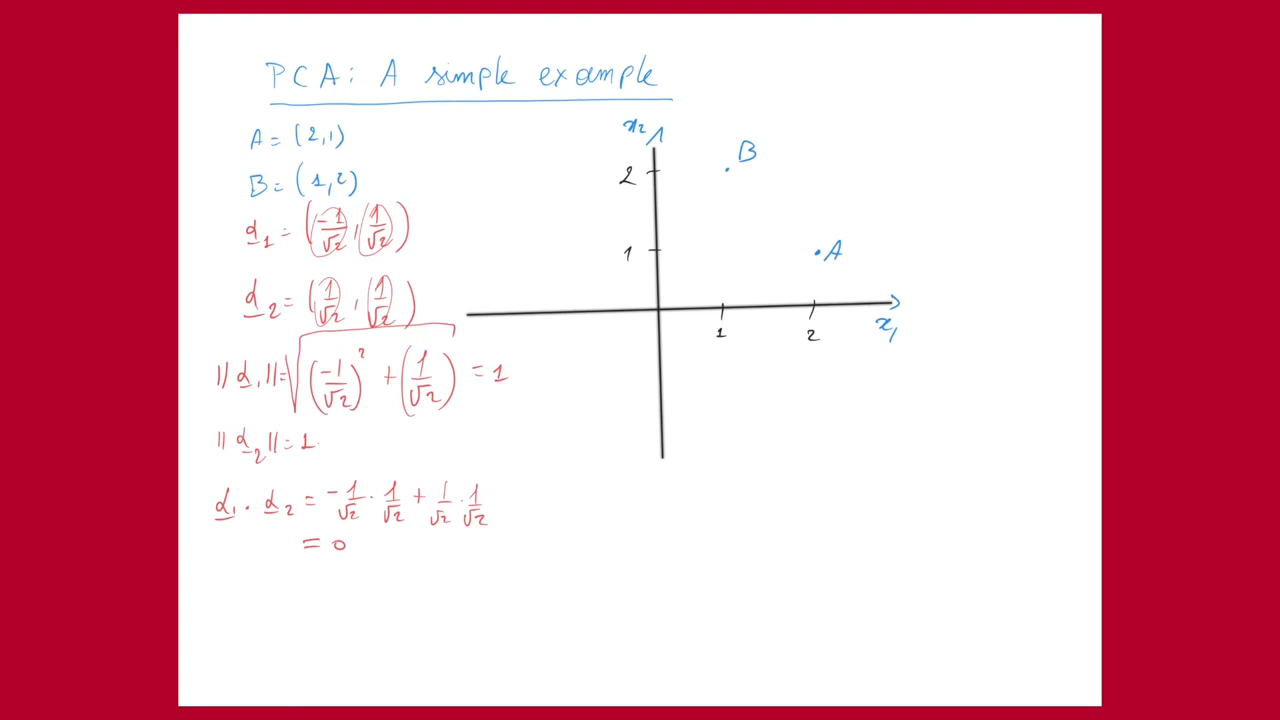 PCA: A simple example
A = (2,1)
B = (1,2)
α1 = (-1/√2, 1/√2)
α2 = (1/√2, 1/√2)
||α1|| = √((-1/√2)² + (1/√2)) = 1
||α2|| = 1.
α1 · α2 = -1/√2 · 1/√2 + 1/√2 · 1/√2
= 0
x2
B
2
1
A
1
2
x1